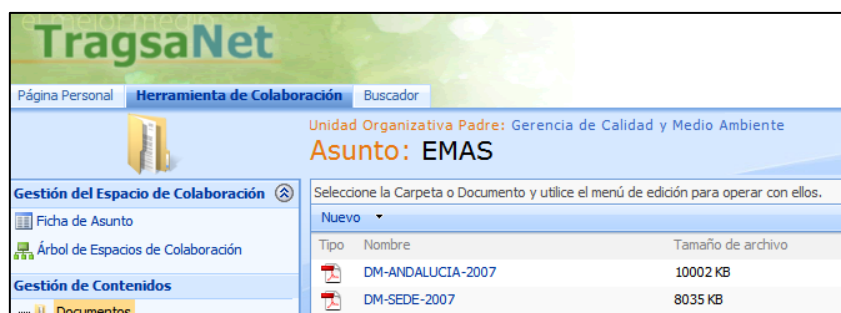 el mejor medio
TragsaNet
Página Personal Herramienta de Colaboración Buscador
Unidad Organizativa Padre: Gerencia de Calidad y Medio Ambiente
Asunto: EMAS
Gestión del Espacio de Colaboración
Ficha de Asunto
Árbol de Espacios de Colaboración
Gestión de Contenidos
Documentos
Seleccione la Carpeta o Documento y utilice el menú de edición para operar con ellos.
Nuevo
Tipo Nombre Tamaño de archivo
DM-ANDALUCIA-2007 10002 KB
DM-SEDE-2007 8035 KB